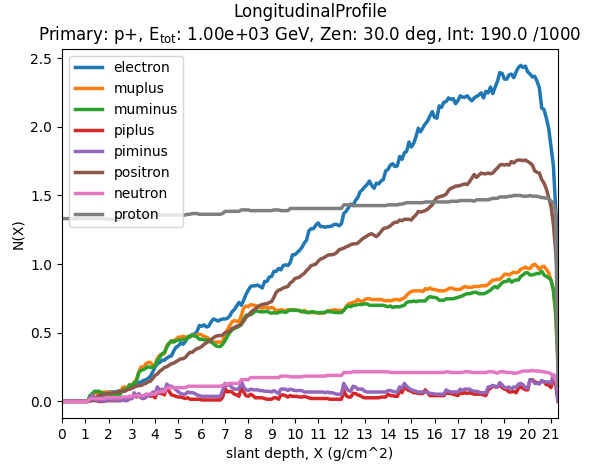 LongitudinalProfile
Primary: p+, E_tot: 1.00e+03 GeV, Zen: 30.0 deg, Int: 190.0 /1000
2.5
2.0
1.5
1.0
0.5
0.0
N(X)
electron
muplus
muminus
piplus
piminus
positron
neutron
proton
0 1 2 3 4 5 6 7 8 9 10 11 12 13 14 15 16 17 18 19 20 21
slant depth, X (g/cm^2)